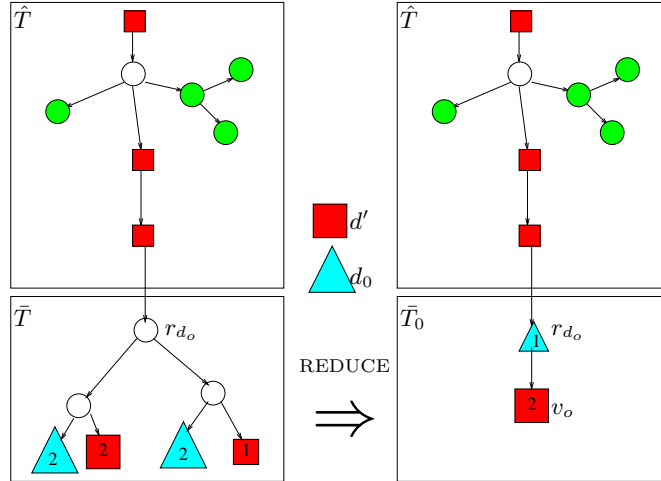 T̂
T̂
d′
d₀
T̄
r_{d_o}
2
2
2
1
REDUCE
⇒
T̄₀
r_{d_o}
1
2
v_o